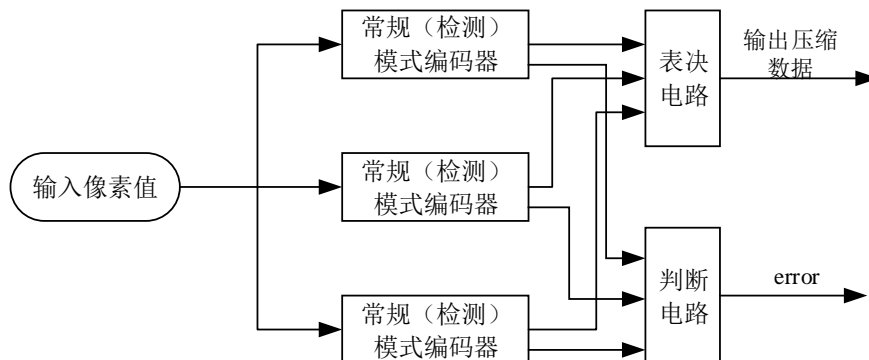 常规（检测）
模式编码器
表决
电路
输出压缩
数据
输入像素值
常规（检测）
模式编码器
判断
电路
error
常规（检测）
模式编码器